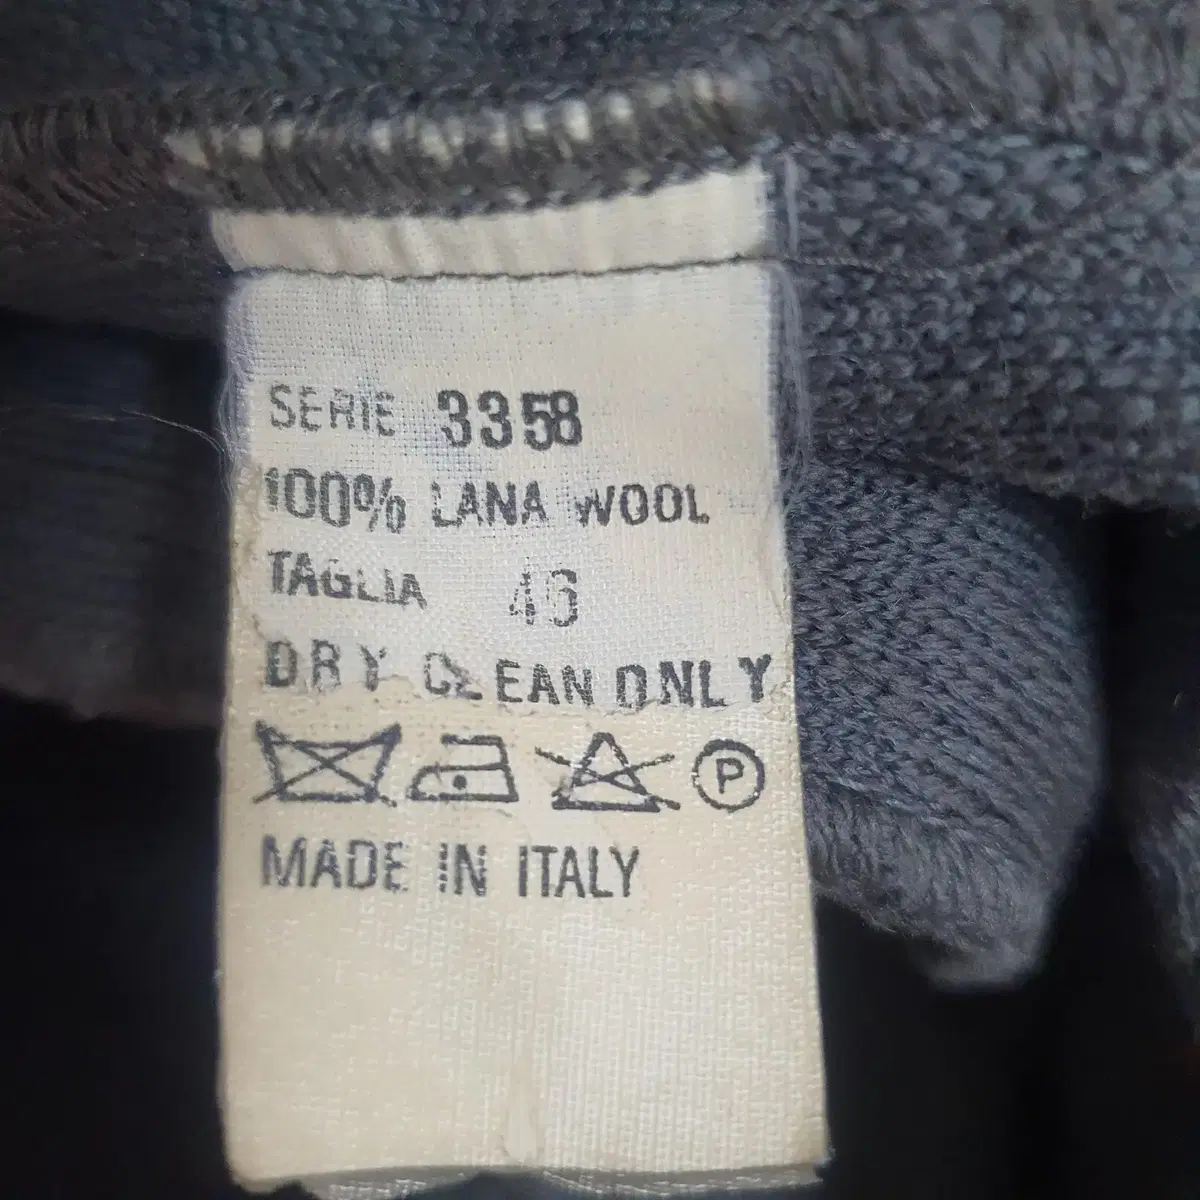 SERIE 3358
100% LANA WOOL
TAGLIA 46
DRY CLEAN ONLY
P
MADE IN ITALY